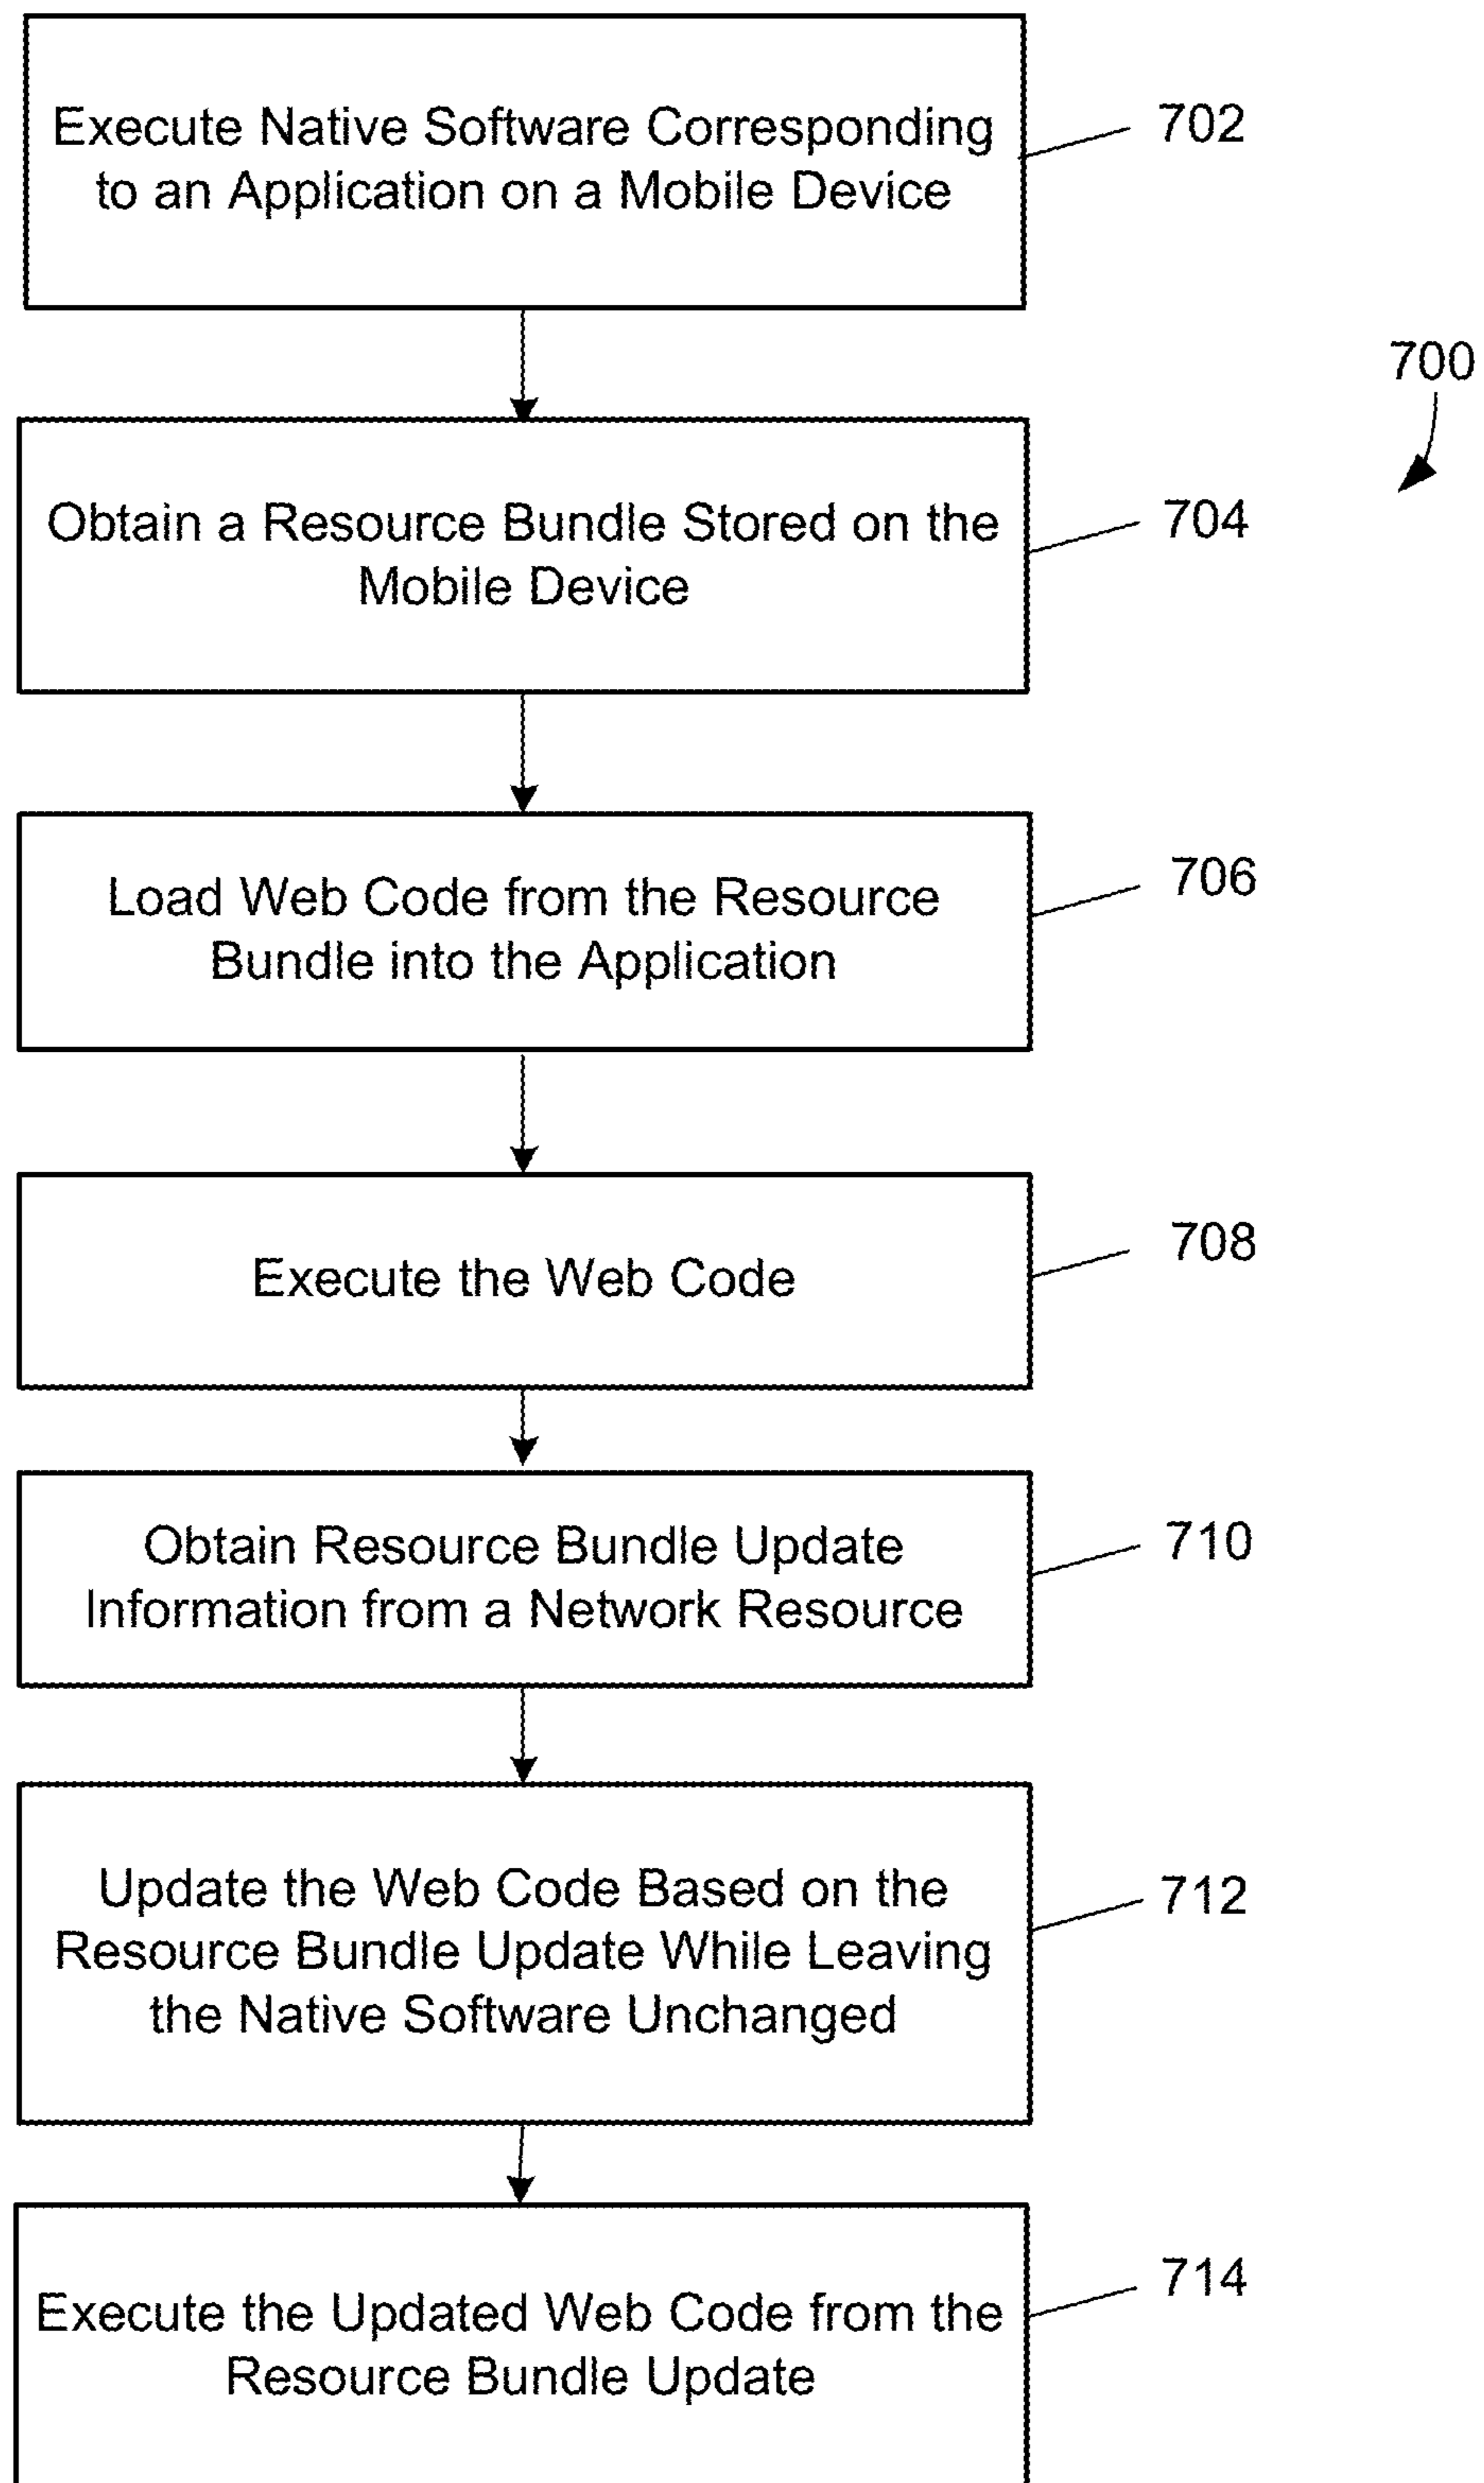 Execute Native Software Corresponding
to an Application on a Mobile Device
702
700
Obtain a Resource Bundle Stored on the
Mobile Device
704
Load Web Code from the Resource
Bundle into the Application
706
Execute the Web Code
708
Obtain Resource Bundle Update
Information from a Network Resource
710
Update the Web Code Based on the
Resource Bundle Update While Leaving
the Native Software Unchanged
712
Execute the Updated Web Code from the
Resource Bundle Update
714